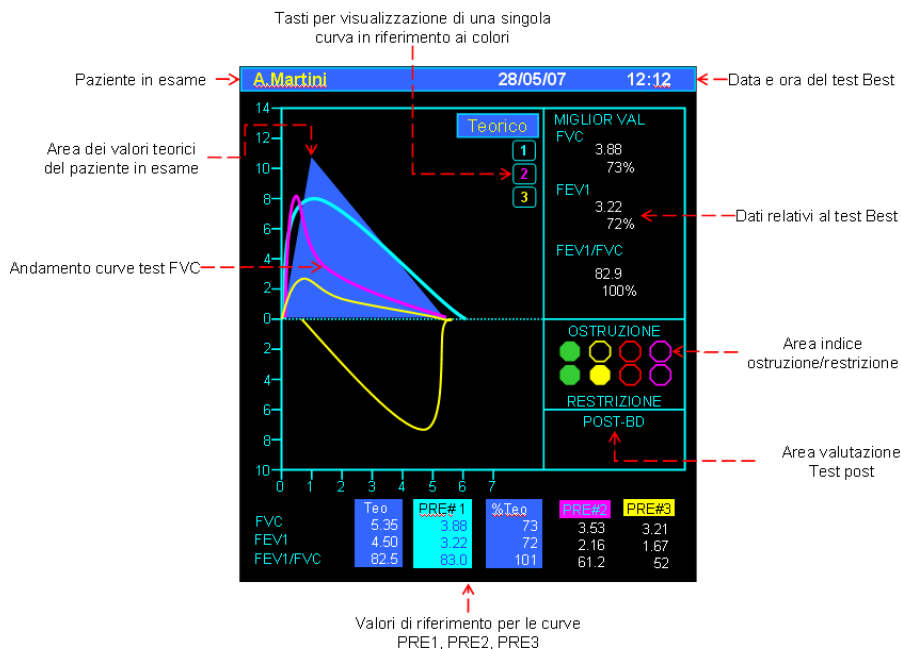 Tasti per visualizzazione di una singola
curva in riferimento ai colori
Paziente in esame
A.Martini 28/05/07 12:12
Data e ora del test Best
Area dei valori teorici
del paziente in esame
Andamento curve test FVC
14
12
10
8
6
4
2
0
2
4
6
8
10
0 1 2 3 4 5 6 7
Teorico
1
2
3
MIGLIOR VAL
FVC
3.88
73%
FEV1
3.22
72%
FEV1/FVC
82.9
100%
Dati relativi al test Best
OSTRUZIONE
RESTRIZIONE
Area indice
ostruzione/restrizione
POST-BD
Area valutazione
Test post
Teo PRE#1 %Teo PRE#2 PRE#3
FVC 5.35 3.88 73 3.53 3.21
FEV1 4.50 3.22 72 2.16 1.67
FEV1/FVC 82.5 83.0 101 61.2 52
Valori di riferimento per le curve
PRE1, PRE2, PRE3